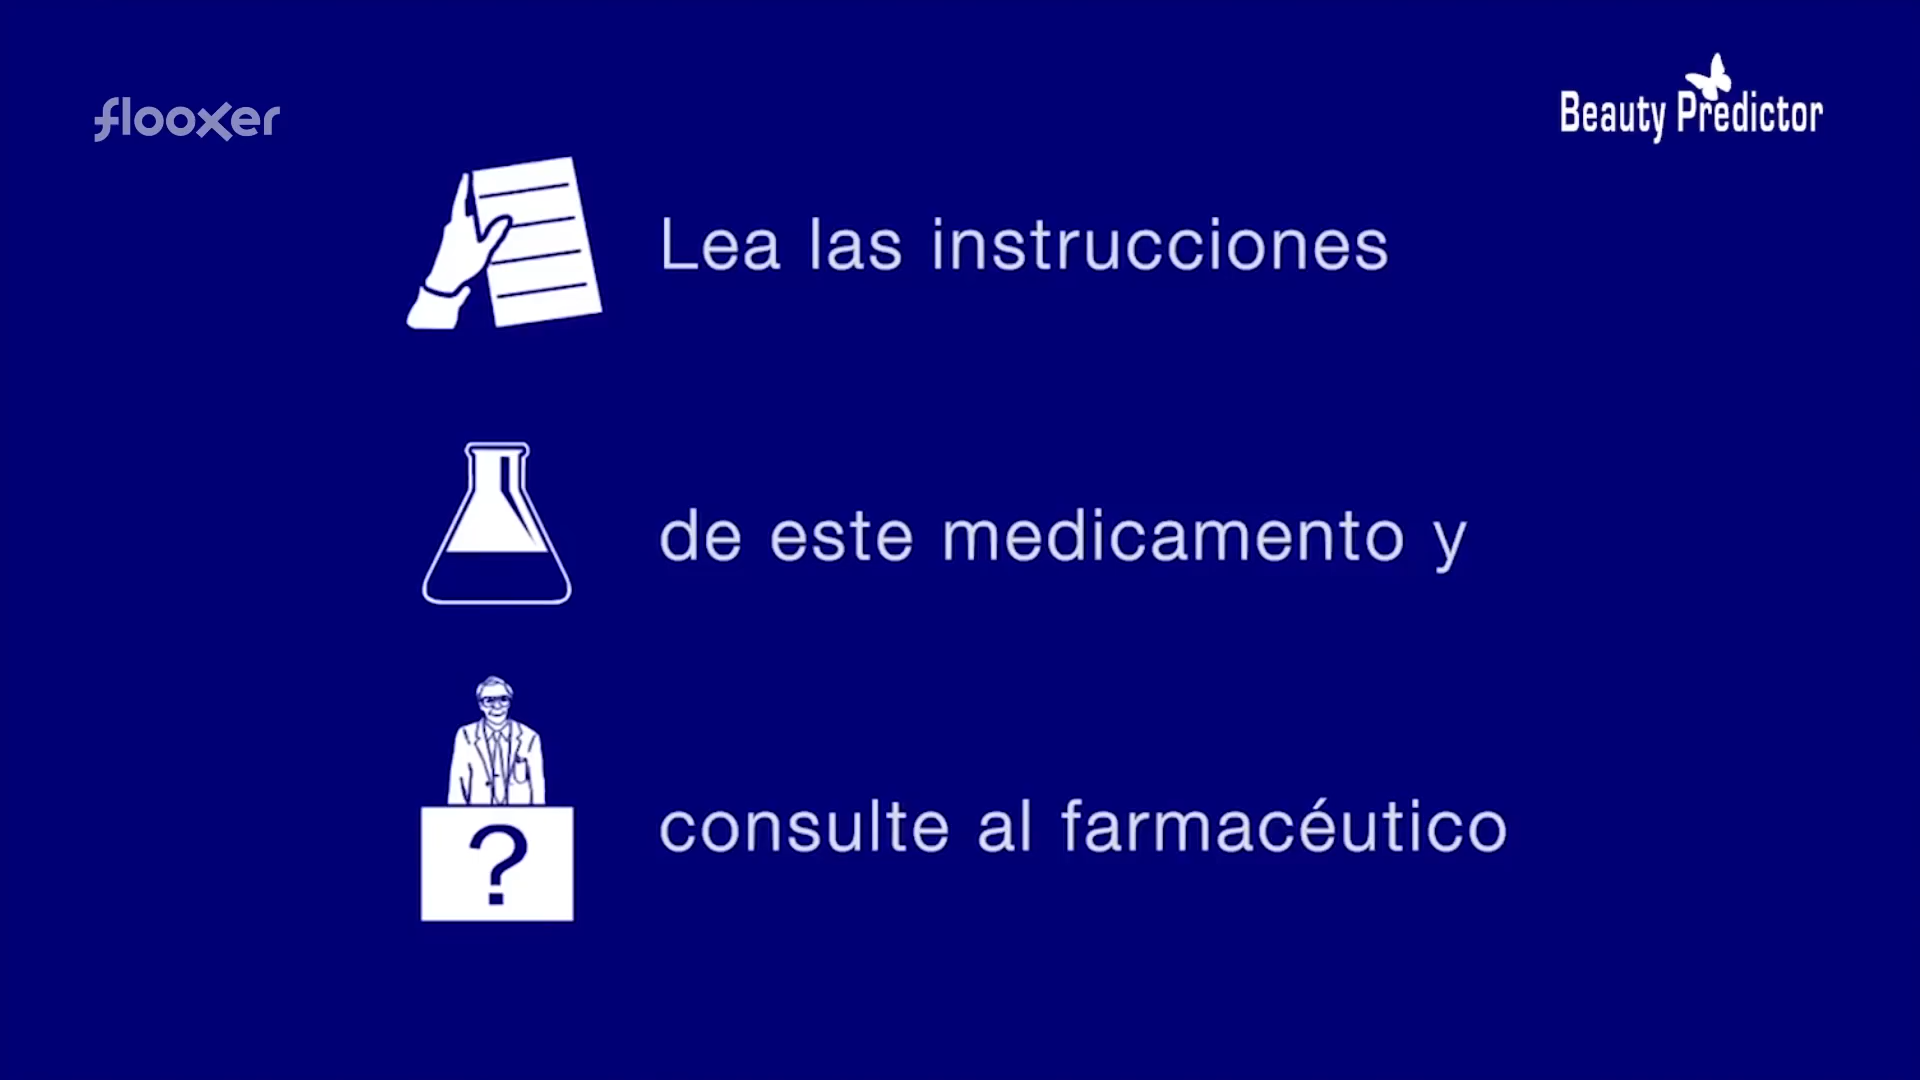 flooxer
Beauty Predictor
Lea las instrucciones
de este medicamento y
consulte al farmacéutico
?